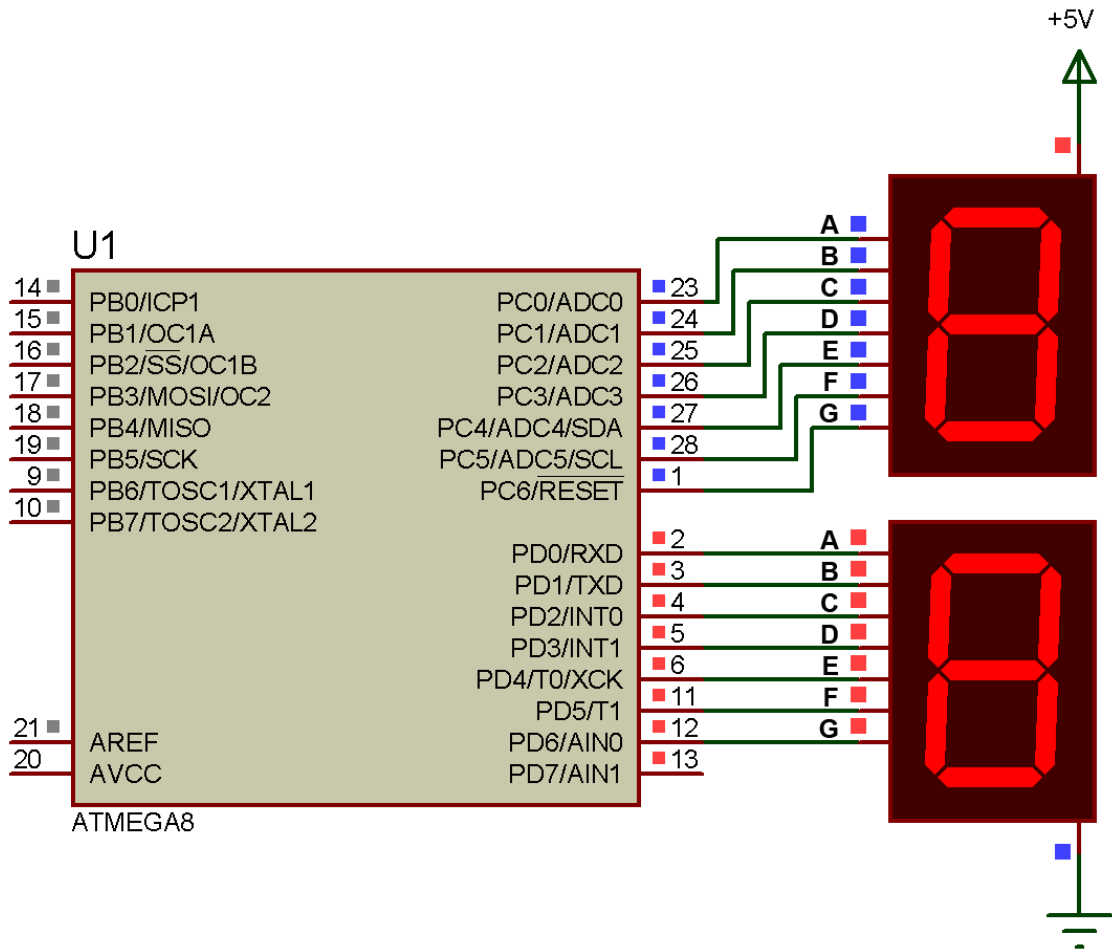 +5V
U1
14 PB0/ICP1
15 PB1/OC1A
16 PB2/SS/OC1B
17 PB3/MOSI/OC2
18 PB4/MISO
19 PB5/SCK
9 PB6/TOSC1/XTAL1
10 PB7/TOSC2/XTAL2
21 AREF
20 AVCC
PC0/ADC0 23
PC1/ADC1 24
PC2/ADC2 25
PC3/ADC3 26
PC4/ADC4/SDA 27
PC5/ADC5/SCL 28
PC6/RESET 1
PD0/RXD 2
PD1/TXD 3
PD2/INT0 4
PD3/INT1 5
PD4/T0/XCK 6
PD5/T1 11
PD6/AIN0 12
PD7/AIN1 13
ATMEGA8
A
B
C
D
E
F
G
A
B
C
D
E
F
G